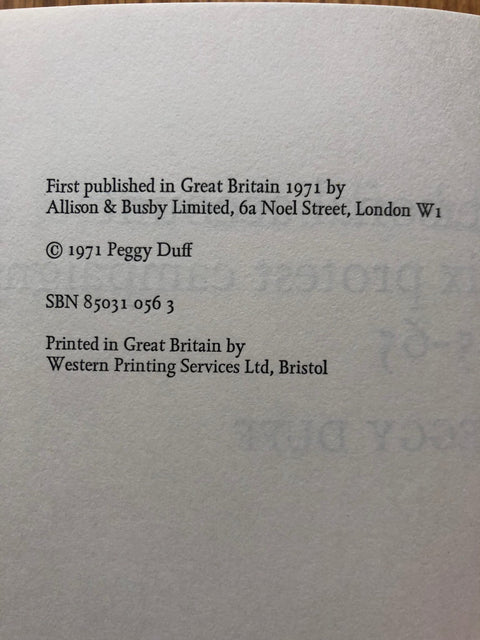 First published in Great Britain 1971 by
Allison & Busby Limited, 6a Noel Street, London W1
© 1971 Peggy Duff
SBN 85031 056 3
Printed in Great Britain by
Western Printing Services Ltd, Bristol